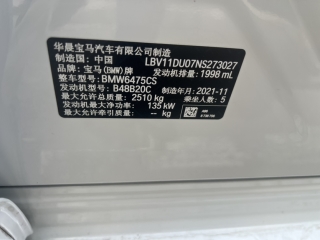 华晨宝马汽车有限公司制造
制造国：中国 LBV11DU07NS273027
品牌：宝马(BMW)牌 发动机排量：1998 mL
整车型号：BMW6475CS
发动机型号：B48B20C
最大允许总质量：2510 kg 制造年月：2021-11
发动机最大净功率：135 kW 乘坐人数：5
最大允许牵引质量：-- kg